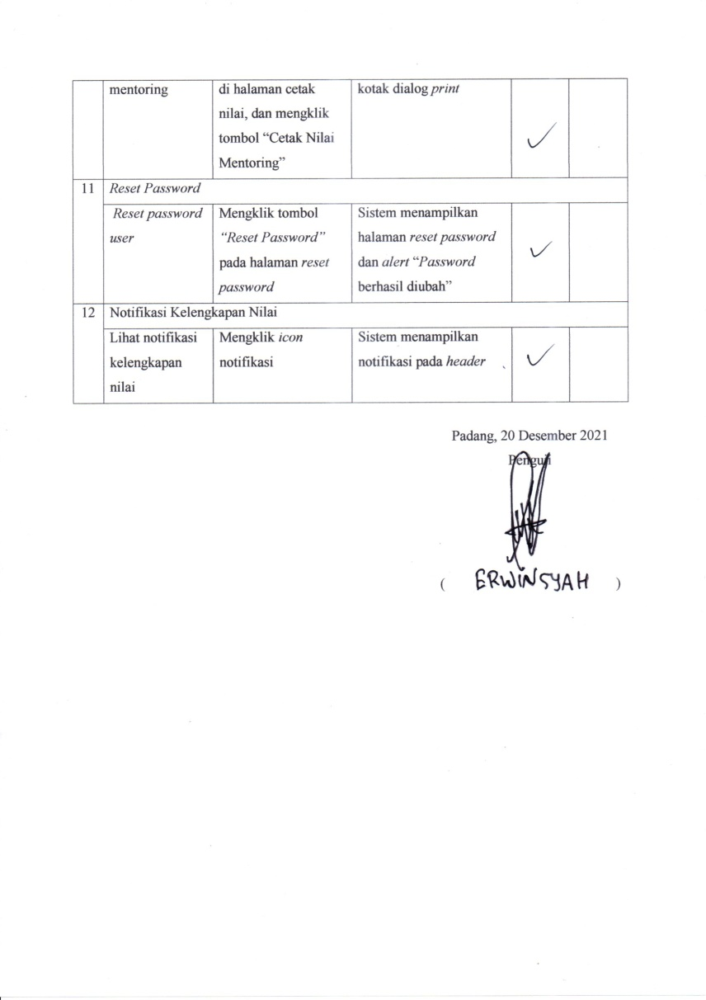 mentoring
di halaman cetak
nilai, dan mengklik
tombol “Cetak Nilai
Mentoring”
kotak dialog print
✓
11
Reset Password
Reset password
user
Mengklik tombol
“Reset Password”
pada halaman reset
password
Sistem menampilkan
halaman reset password
dan alert “Password
berhasil diubah”
✓
12
Notifikasi Kelengkapan Nilai
Lihat notifikasi
kelengkapan
nilai
Mengklik icon
notifikasi
Sistem menampilkan
notifikasi pada header
✓
Padang, 20 Desember 2021
Penguji
( ERWINSYAH )